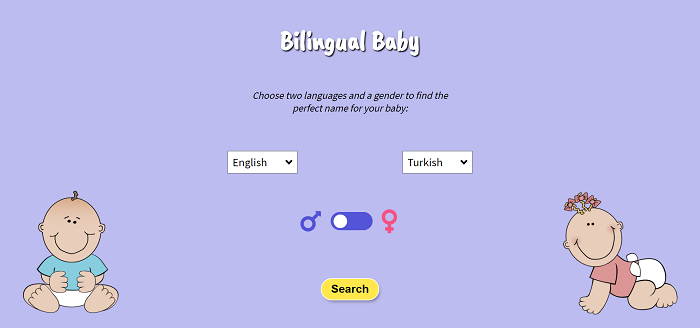 Bilingual Baby
Choose two languages and a gender to find the
perfect name for your baby:
English
Turkish
Search